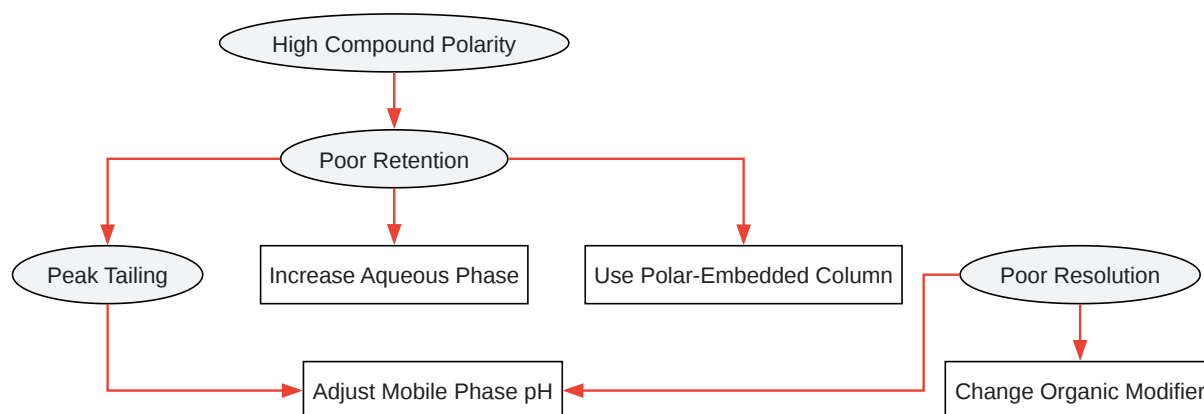 High Compound Polarity
Poor Retention
Peak Tailing
Increase Aqueous Phase
Use Polar-Embedded Column
Poor Resolution
Adjust Mobile Phase pH
Change Organic Modifier